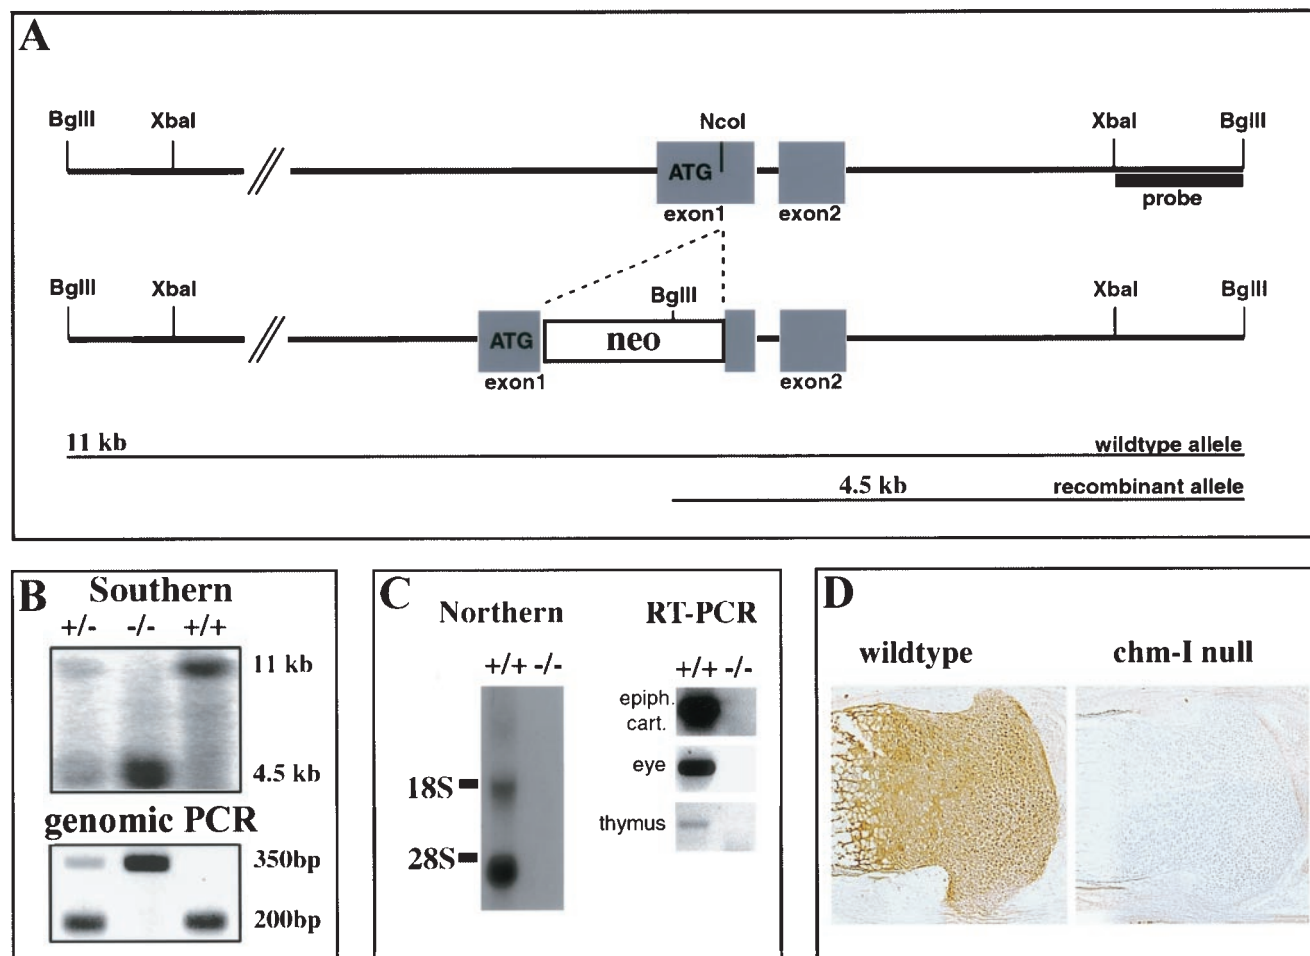 A
BglII XbaI NcoI XbaI BglII
ATG
exon1 exon2 probe
BglII XbaI BglII XbaI BglII
ATG neo
exon1 exon2
11 kb wildtype allele
4.5 kb recombinant allele
B
Southern
+/- -/- +/+
11 kb
4.5 kb
genomic PCR
350bp
200bp
C
Northern
+/+ -/-
18S
28S
RT-PCR
+/+ -/-
epiph.
cart.
eye
thymus
D
wildtype chm-I null